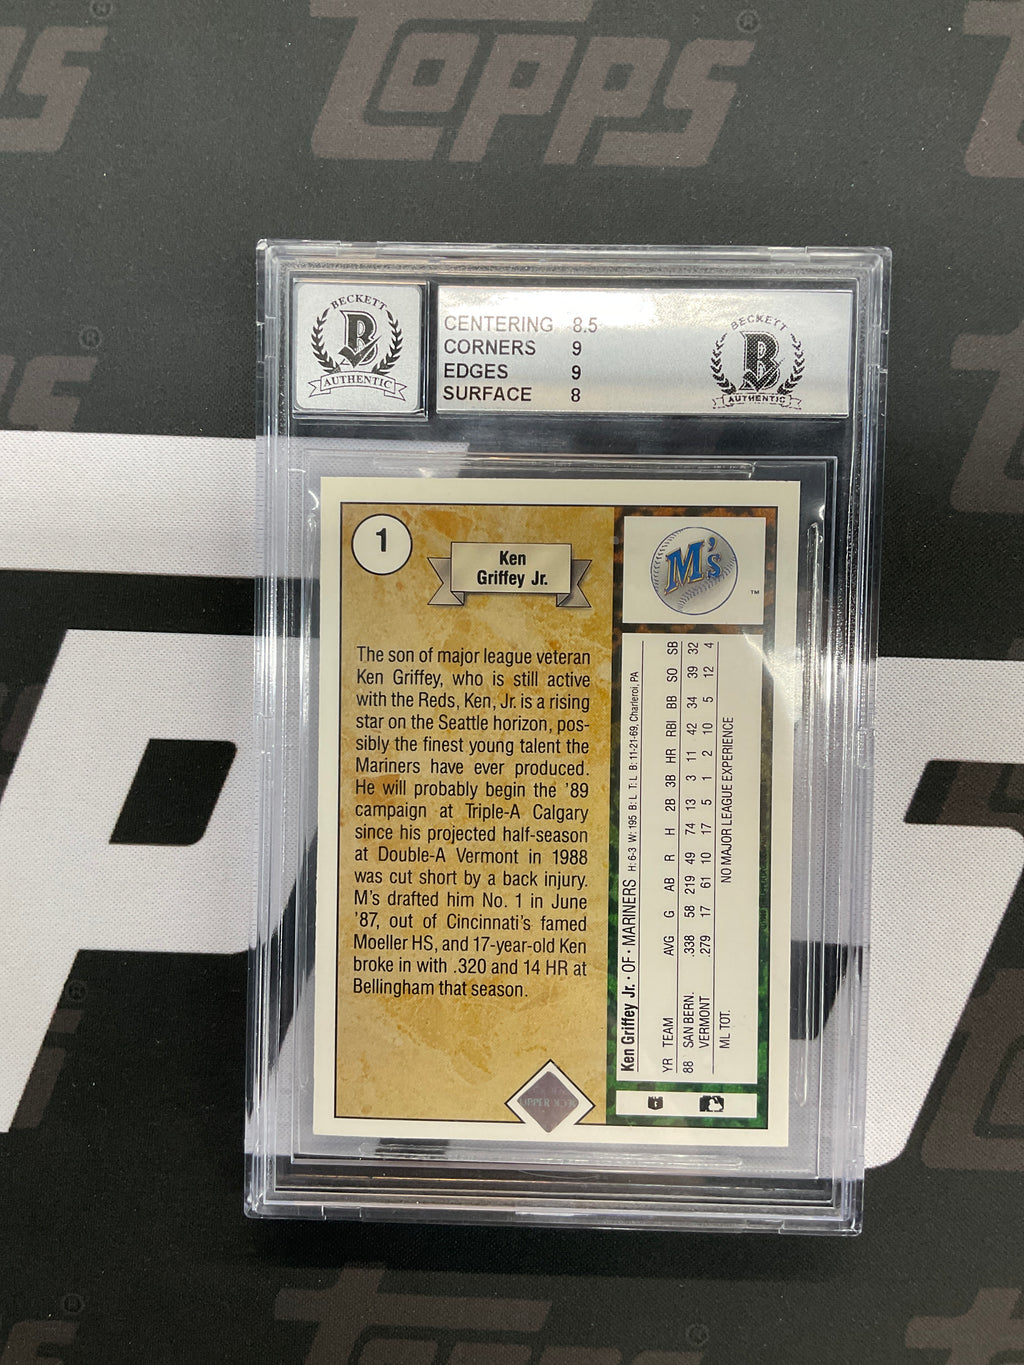 TOPPS
BECKETT
B
AUTHENTIC
CENTERING 8.5
CORNERS 9
EDGES 9
SURFACE 8
BECKETT
B
AUTHENTIC
1
Ken
Griffey Jr.
M's
TM
The son of major league veteran
Ken Griffey, who is still active
with the Reds, Ken, Jr. is a rising
star on the Seattle horizon, pos-
sibly the finest young talent the
Mariners have ever produced.
He will probably begin the '89
campaign at Triple-A Calgary
since his projected half-season
at Double-A Vermont in 1988
was cut short by a back injury.
M's drafted him No. 1 in June
'87, out of Cincinnati's famed
Moeller HS, and 17-year-old Ken
broke in with .320 and 14 HR at
Bellingham that season.
Ken Griffey Jr. • OF • MARINERS H: 6-3 W: 195 B: L T: L B: 11-21-69, Charleroi, PA
YR TEAM AVG G AB R H 2B 3B HR RBI BB SO SB
88 SAN BERN. .338 58 219 49 74 13 3 11 42 34 39 32
VERMONT .279 17 61 10 17 5 1 2 10 5 12 4
ML TOT. NO MAJOR LEAGUE EXPERIENCE
UPPER